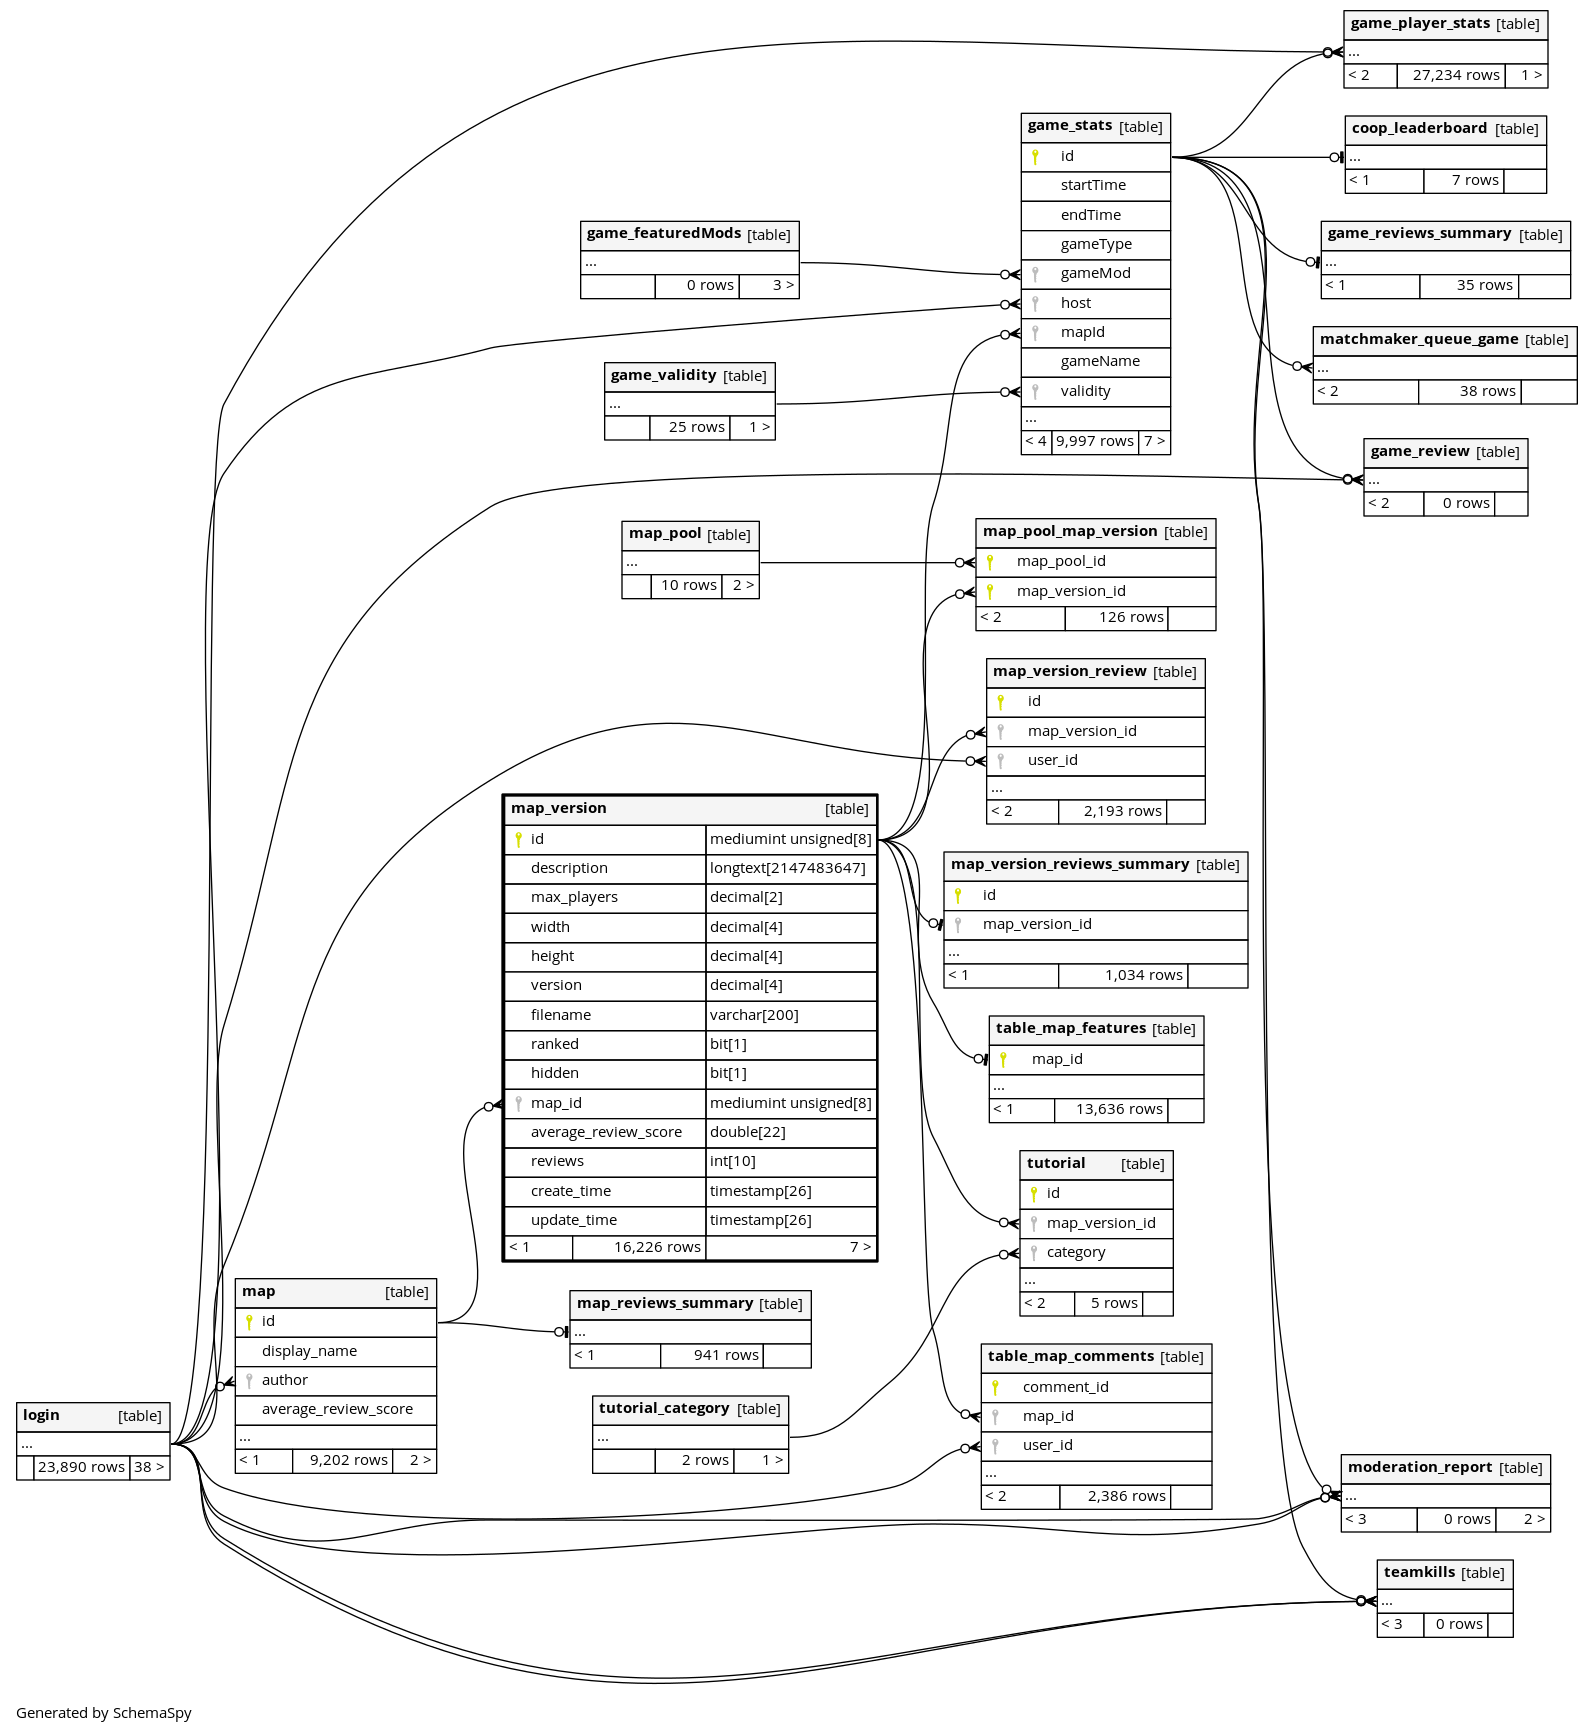 game_player_stats [table]
...
< 2 27,234 rows 1 >
game_stats [table]
id
startTime
endTime
gameType
gameMod
host
mapId
gameName
validity
...
< 4 9,997 rows 7 >
coop_leaderboard [table]
...
< 1 7 rows
game_featuredMods [table]
...
0 rows 3 >
game_reviews_summary [table]
...
< 1 35 rows
matchmaker_queue_game [table]
...
< 2 38 rows
game_validity [table]
...
25 rows 1 >
game_review [table]
...
< 2 0 rows
map_pool [table]
...
10 rows 2 >
map_pool_map_version [table]
map_pool_id
map_version_id
< 2 126 rows
map_version_review [table]
id
map_version_id
user_id
...
< 2 2,193 rows
map_version [table]
id mediumint unsigned[8]
description longtext[2147483647]
max_players decimal[2]
width decimal[4]
height decimal[4]
version decimal[4]
filename varchar[200]
ranked bit[1]
hidden bit[1]
map_id mediumint unsigned[8]
average_review_score double[22]
reviews int[10]
create_time timestamp[26]
update_time timestamp[26]
< 1 16,226 rows 7 >
map_version_reviews_summary [table]
id
map_version_id
...
< 1 1,034 rows
table_map_features [table]
map_id
...
< 1 13,636 rows
tutorial [table]
id
map_version_id
category
...
< 2 5 rows
map [table]
id
display_name
author
average_review_score
...
< 1 9,202 rows 2 >
map_reviews_summary [table]
...
< 1 941 rows
table_map_comments [table]
comment_id
map_id
user_id
...
< 2 2,386 rows
tutorial_category [table]
...
2 rows 1 >
login [table]
...
23,890 rows 38 >
moderation_report [table]
...
< 3 0 rows 2 >
teamkills [table]
...
< 3 0 rows
Generated by SchemaSpy